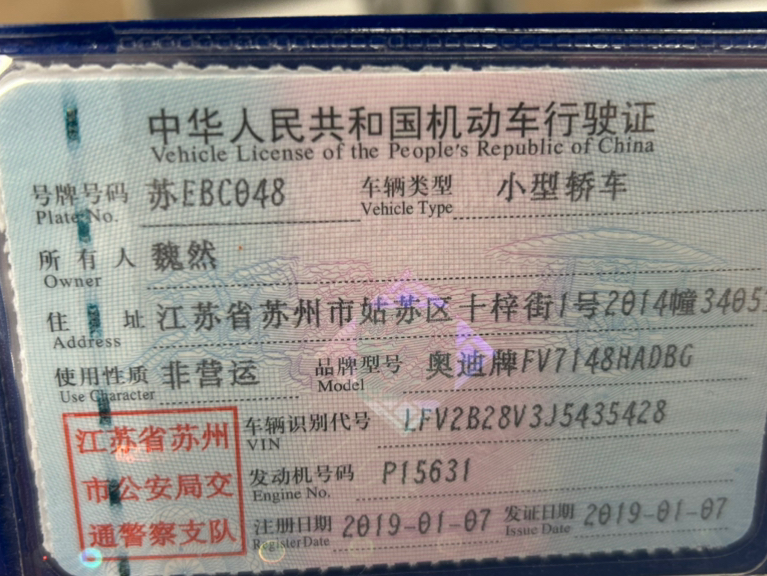 中华人民共和国机动车行驶证
Vehicle License of the People's Republic of China
号牌号码 苏EBC048 车辆类型 小型轿车
Plate No. Vehicle Type
所有人 魏然
Owner
住址 江苏省苏州市姑苏区十梓街1号2014幢3405
Address
使用性质 非营运 品牌型号 奥迪牌FV7148HADBG
Use Character Model
车辆识别代号 LFV2B28V3J5435428
VIN
发动机号码 P15631
Engine No.
注册日期 2019-01-07 发证日期 2019-01-07
Register Date Issue Date
江苏省苏州
市公安局交
通警察支队